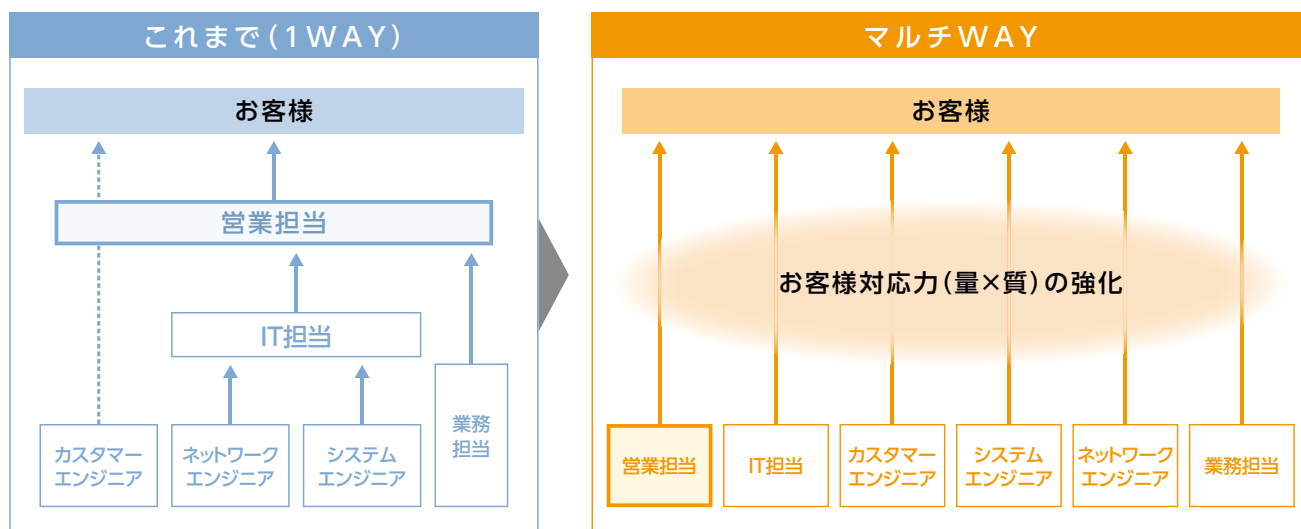 これまで(1WAY)
お客様
営業担当
IT担当
業務
担当
カスタマー
エンジニア
ネットワーク
エンジニア
システム
エンジニア
マルチWAY
お客様
お客様対応力(量×質)の強化
営業担当
IT担当
カスタマー
エンジニア
システム
エンジニア
ネットワーク
エンジニア
業務担当